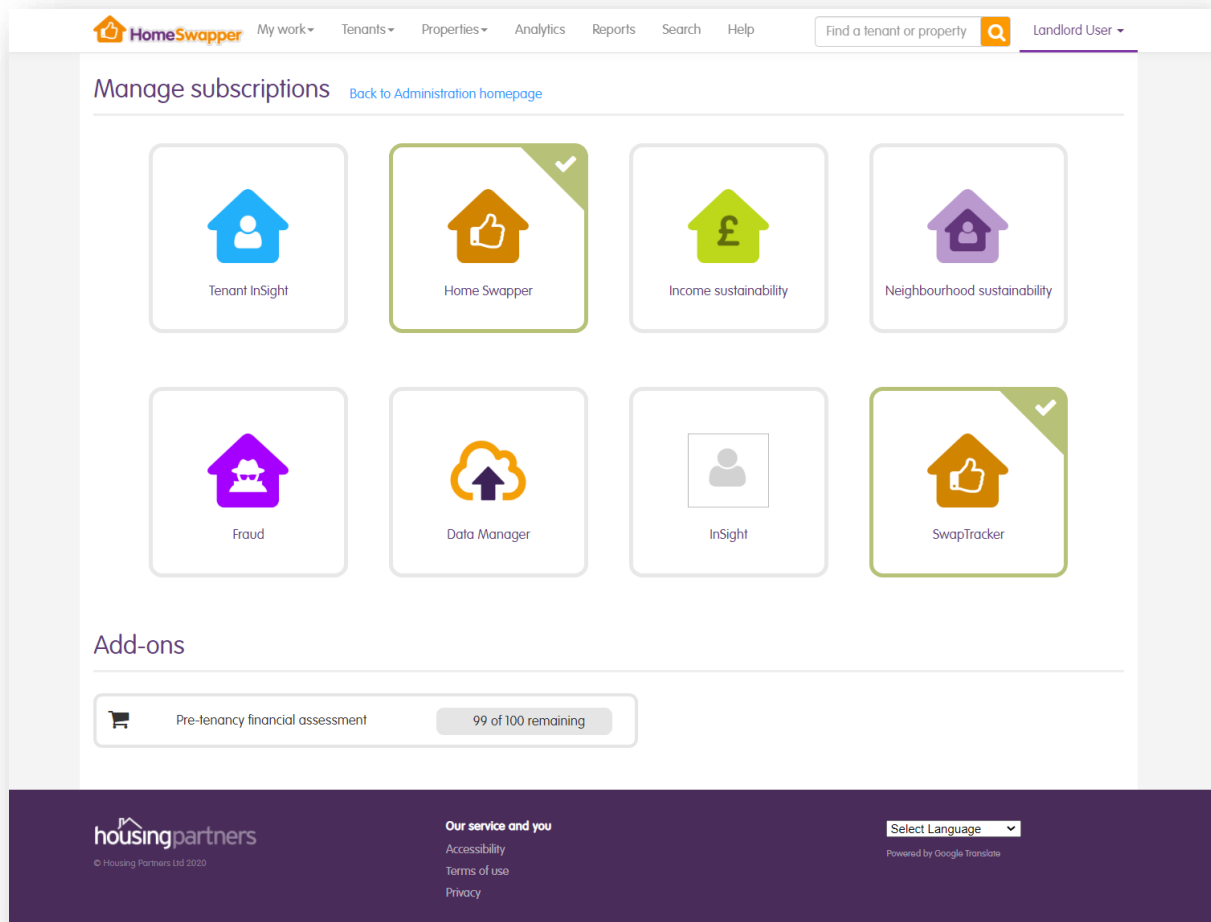 HomeSwapper My work Tenants Properties Analytics Reports Search Help Find a tenant or property Landlord User
Manage subscriptions Back to Administration homepage
Tenant InSight Home Swapper Income sustainability Neighbourhood sustainability
Fraud Data Manager InSight SwapTracker
Add-ons
Pre-tenancy financial assessment 99 of 100 remaining
housingpartners
© Housing Partners Ltd 2020
Our service and you
Accessibility
Terms of use
Privacy
Select Language
Powered by Google Translate